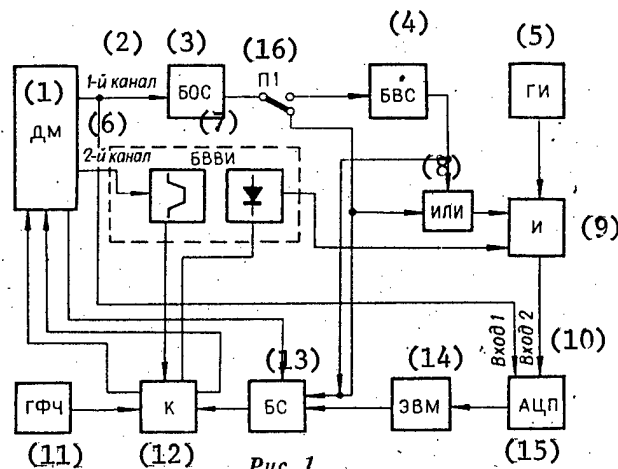 (2) (3) (16) (4) (5)
(1) 1-й канал БОС П1 БВС ГИ
ДМ (6) (7)
2-й канал БВВИ (8)
ИЛИ И (9)
Вход 1 Вход 2 (10)
(13) (14)
ГФЧ К БС ЭВМ АЦП
(11) (12) (15)
Рис. 1